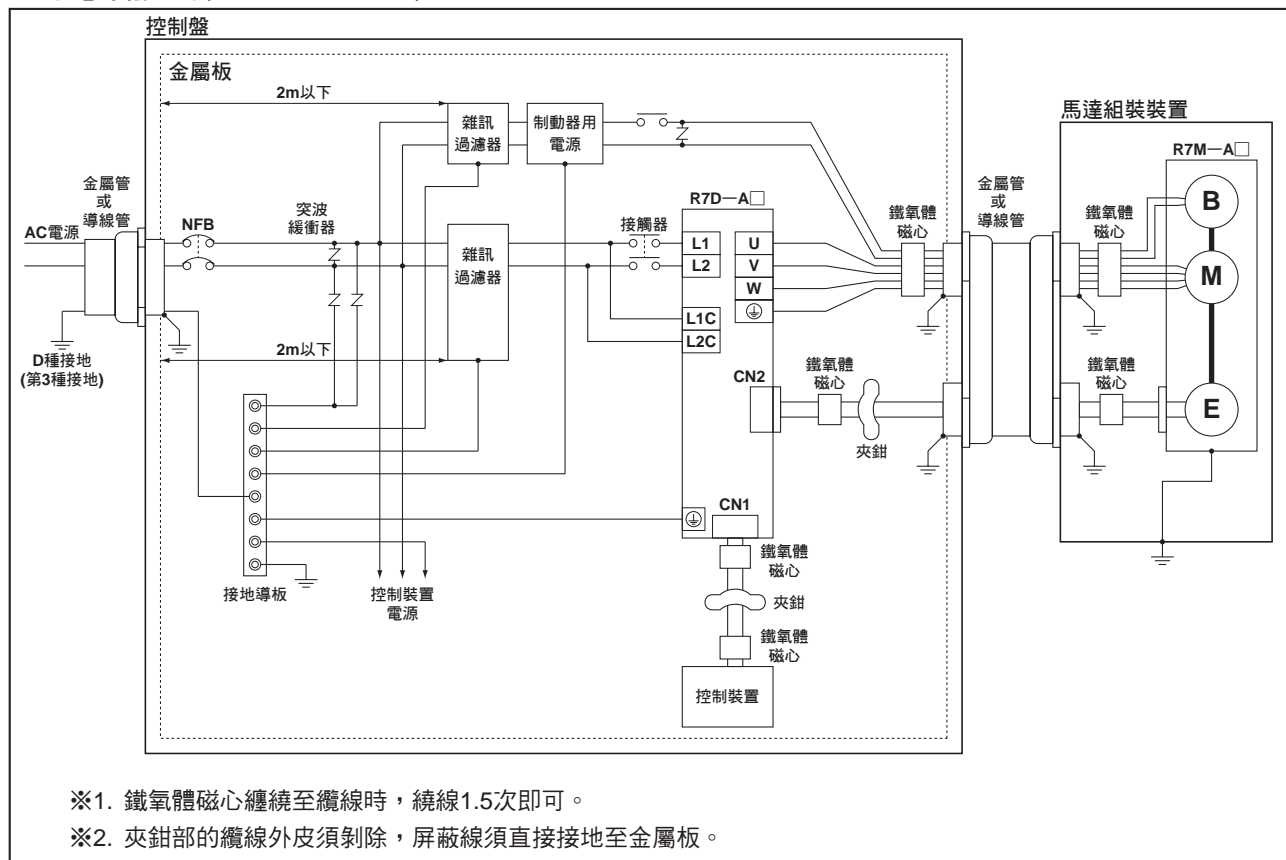 控制盤
金屬板
2m以下
雜訊
過濾器
制動器用
電源
馬達組裝裝置
R7M—A□
金屬管
或
導線管
NFB
AC電源
突波
緩衝器
雜訊
過濾器
接觸器
R7D—A□
L1
L2
L1C
L2C
U
V
W
鐵氧體
磁心
金屬管
或
導線管
鐵氧體
磁心
B
M
E
D種接地
(第3種接地)
2m以下
CN2
鐵氧體
磁心
夾鉗
鐵氧體
磁心
CN1
鐵氧體
磁心
夾鉗
鐵氧體
磁心
控制裝置
接地導板
控制裝置
電源
※1. 鐵氧體磁心纏繞至纜線時，繞線1.5次即可。
※2. 夾鉗部的纜線外皮須剝除，屏蔽線須直接接地至金屬板。